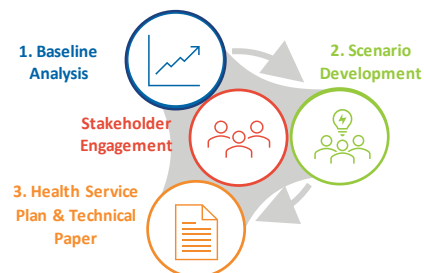 1. Baseline
Analysis
2. Scenario
Development
Stakeholder
Engagement
3. Health Service
Plan & Technical
Paper